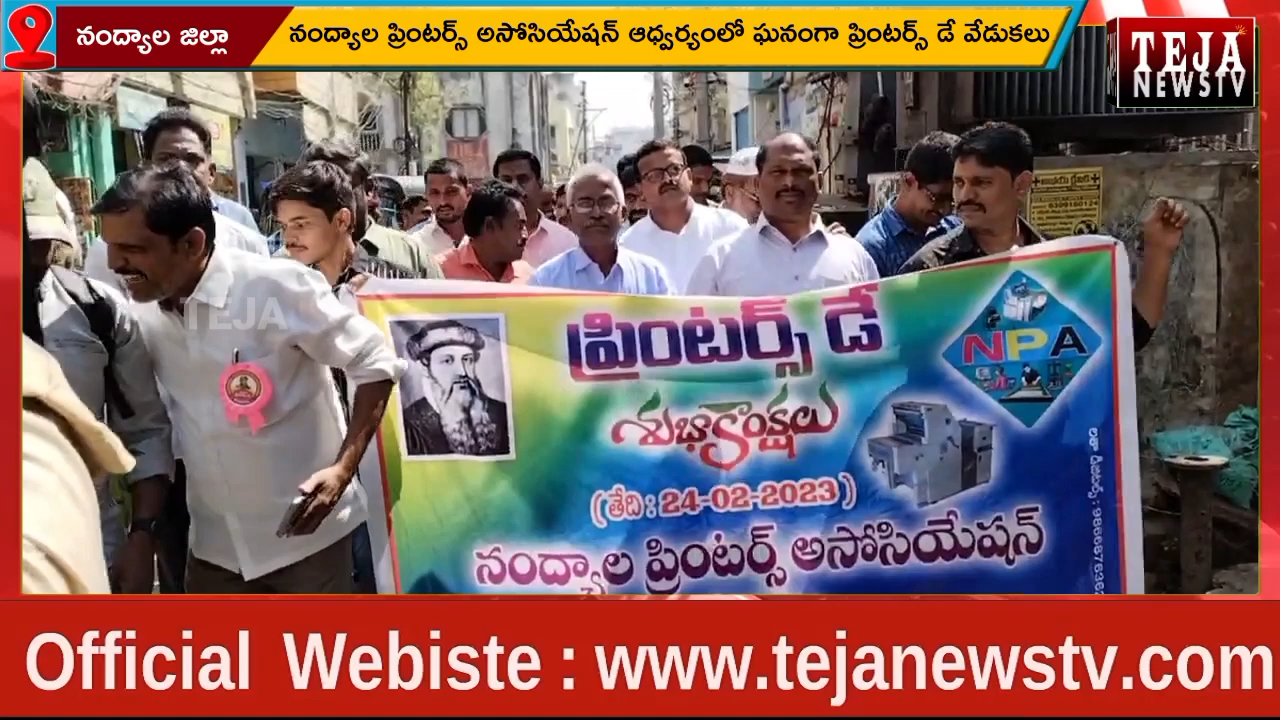 నంద్యాల జిల్లా
నంద్యాల ప్రింటర్స్ అసోసియేషన్ ఆధ్వర్యంలో ఘనంగా ప్రింటర్స్ డే వేడుకలు
TEJA
NEWSTV
TEJA
ప్రింటర్స్ డే
NPA
శుభాకాంక్షలు
(తేది: 24-02-2023)
నంద్యాల ప్రింటర్స్ అసోసియేషన్
Official Webiste : www.tejanewstv.com